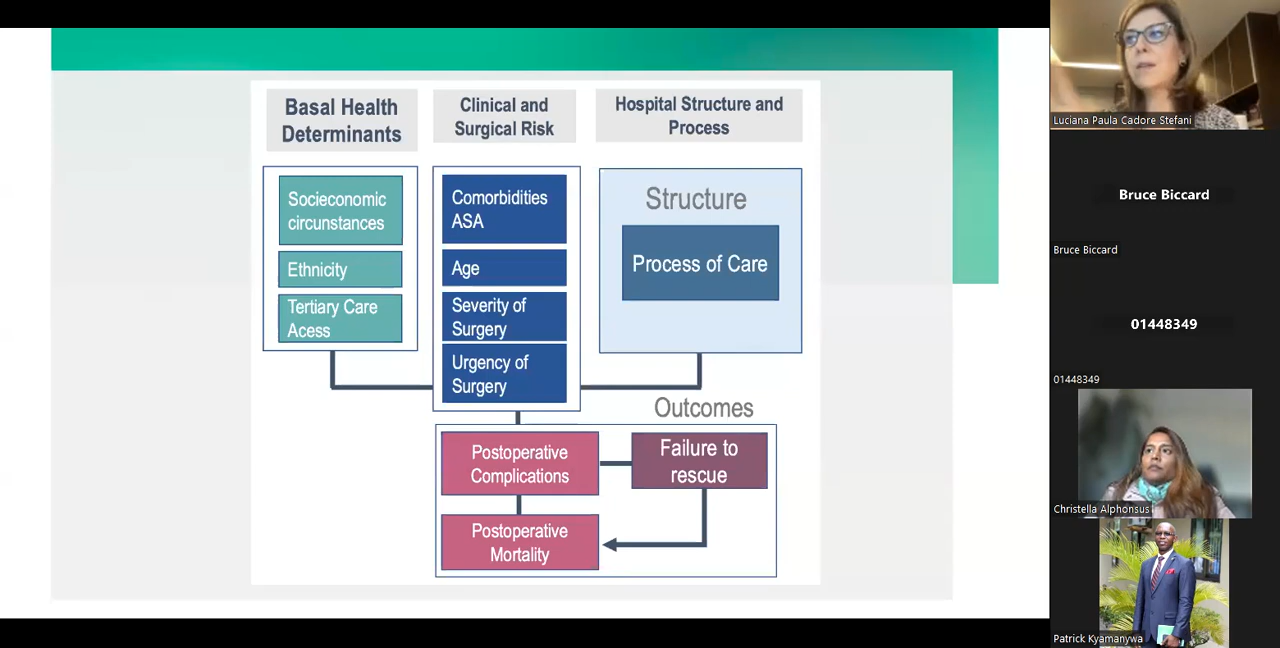 Basal Health
Determinants
Clinical and
Surgical Risk
Hospital Structure and
Process
Socieconomic
circunstances
Ethnicity
Tertiary Care
Acess
Comorbidities
ASA
Age
Severity of
Surgery
Urgency of
Surgery
Structure
Process of Care
Outcomes
Postoperative
Complications
Failure to
rescue
Postoperative
Mortality
Luciana Paula Cadore Stefani
Bruce Biccard
Bruce Biccard
01448349
01448349
Christella Alphonsus
Patrick Kyamanywa